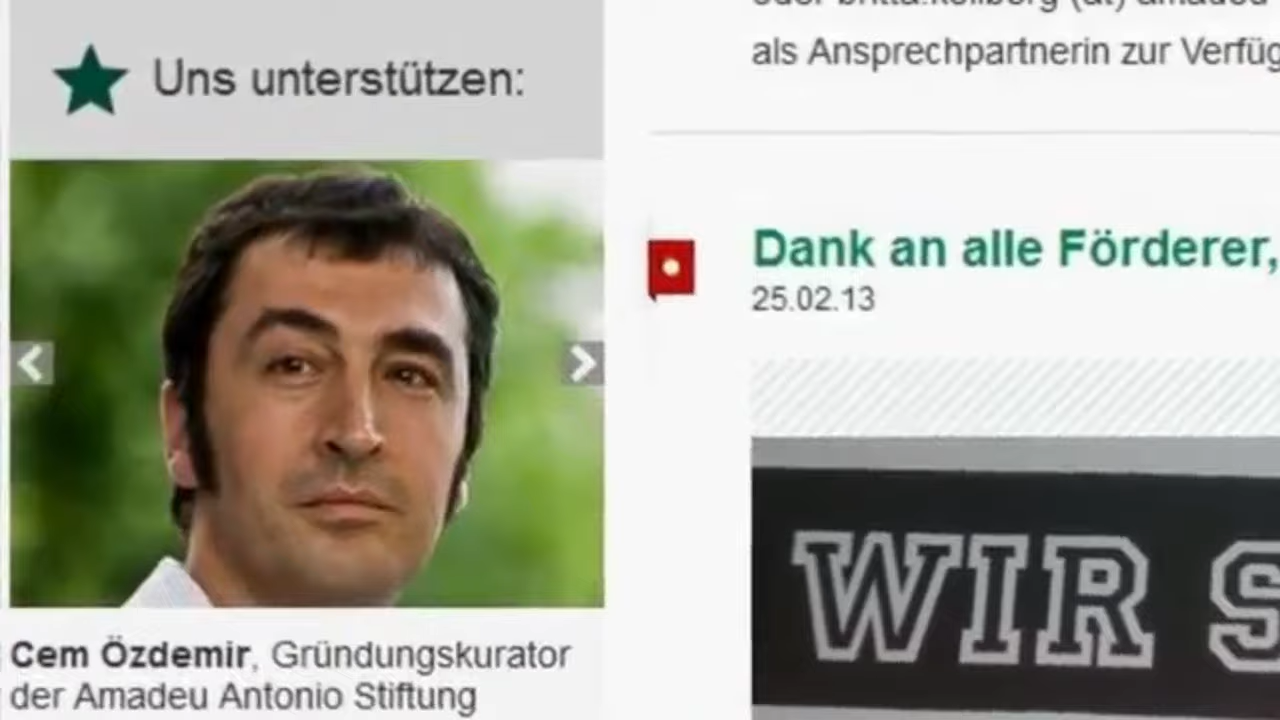 als Ansprechpartnerin zur
Uns unterstützen:
Dank an alle Förderer,
25.02.13
WIR S
Cem Özdemir, Gründungskurator
der Amadeu Antonio Stiftung